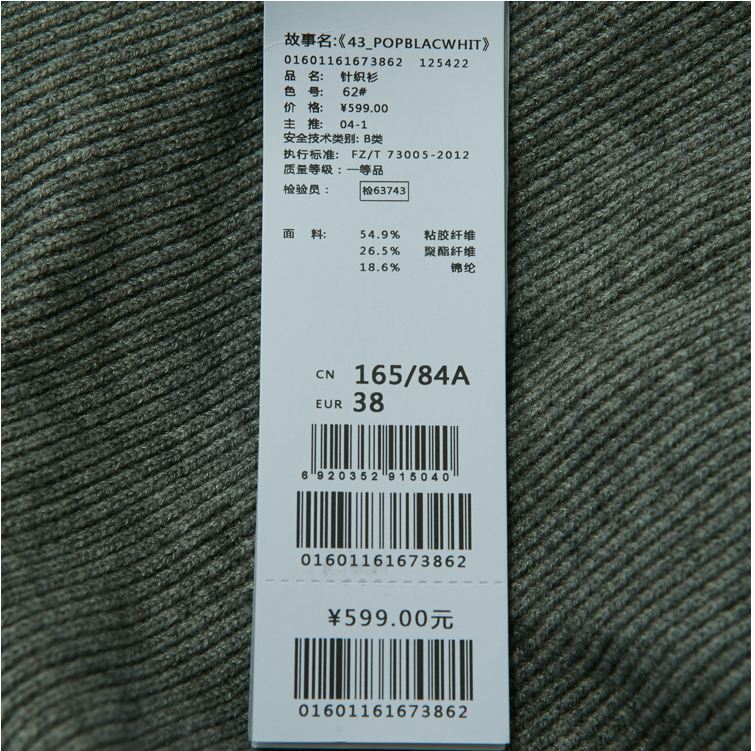 故事名:《43_POPBLACWHIT》
01601161673862 125422
品 名: 针织衫
色 号: 62#
价 格: ¥599.00
主 推: 04-1
安全技术类别: B类
执行标准: FZ/T 73005-2012
质量等级：一等品
检验员： 检63743
面 料: 54.9% 粘胶纤维
26.5% 聚酯纤维
18.6% 锦纶
CN 165/84A
EUR 38
6 920352 915040
01601161673862
¥599.00元
01601161673862